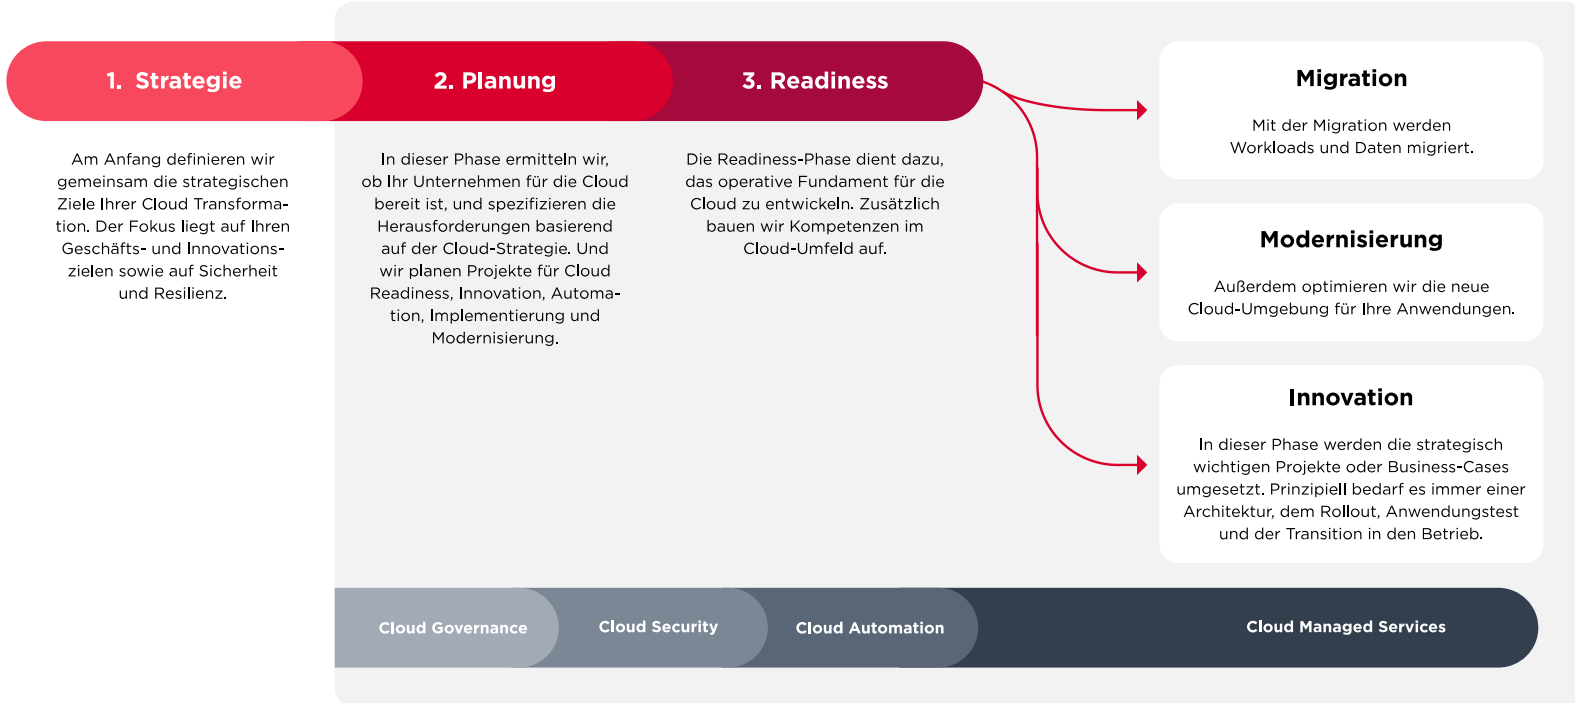 1. Strategie
Am Anfang definieren wir
gemeinsam die strategischen
Ziele Ihrer Cloud Transforma-
tion. Der Fokus liegt auf Ihren
Geschäfts- und Innovations-
zielen sowie auf Sicherheit
und Resilienz.
2. Planung
In dieser Phase ermitteln wir,
ob Ihr Unternehmen für die Cloud
bereit ist, und spezifizieren die
Herausforderungen basierend
auf der Cloud-Strategie. Und
wir planen Projekte für Cloud
Readiness, Innovation, Automa-
tion, Implementierung und
Modernisierung.
3. Readiness
Die Readiness-Phase dient dazu,
das operative Fundament für die
Cloud zu entwickeln. Zusätzlich
bauen wir Kompetenzen im
Cloud-Umfeld auf.
Migration
Mit der Migration werden
Workloads und Daten migriert.
Modernisierung
Außerdem optimieren wir die neue
Cloud-Umgebung für Ihre Anwendungen.
Innovation
In dieser Phase werden die strategisch
wichtigen Projekte oder Business-Cases
umgesetzt. Prinzipiell bedarf es immer einer
Architektur, dem Rollout, Anwendungstest
und der Transition in den Betrieb.
Cloud Governance
Cloud Security
Cloud Automation
Cloud Managed Services